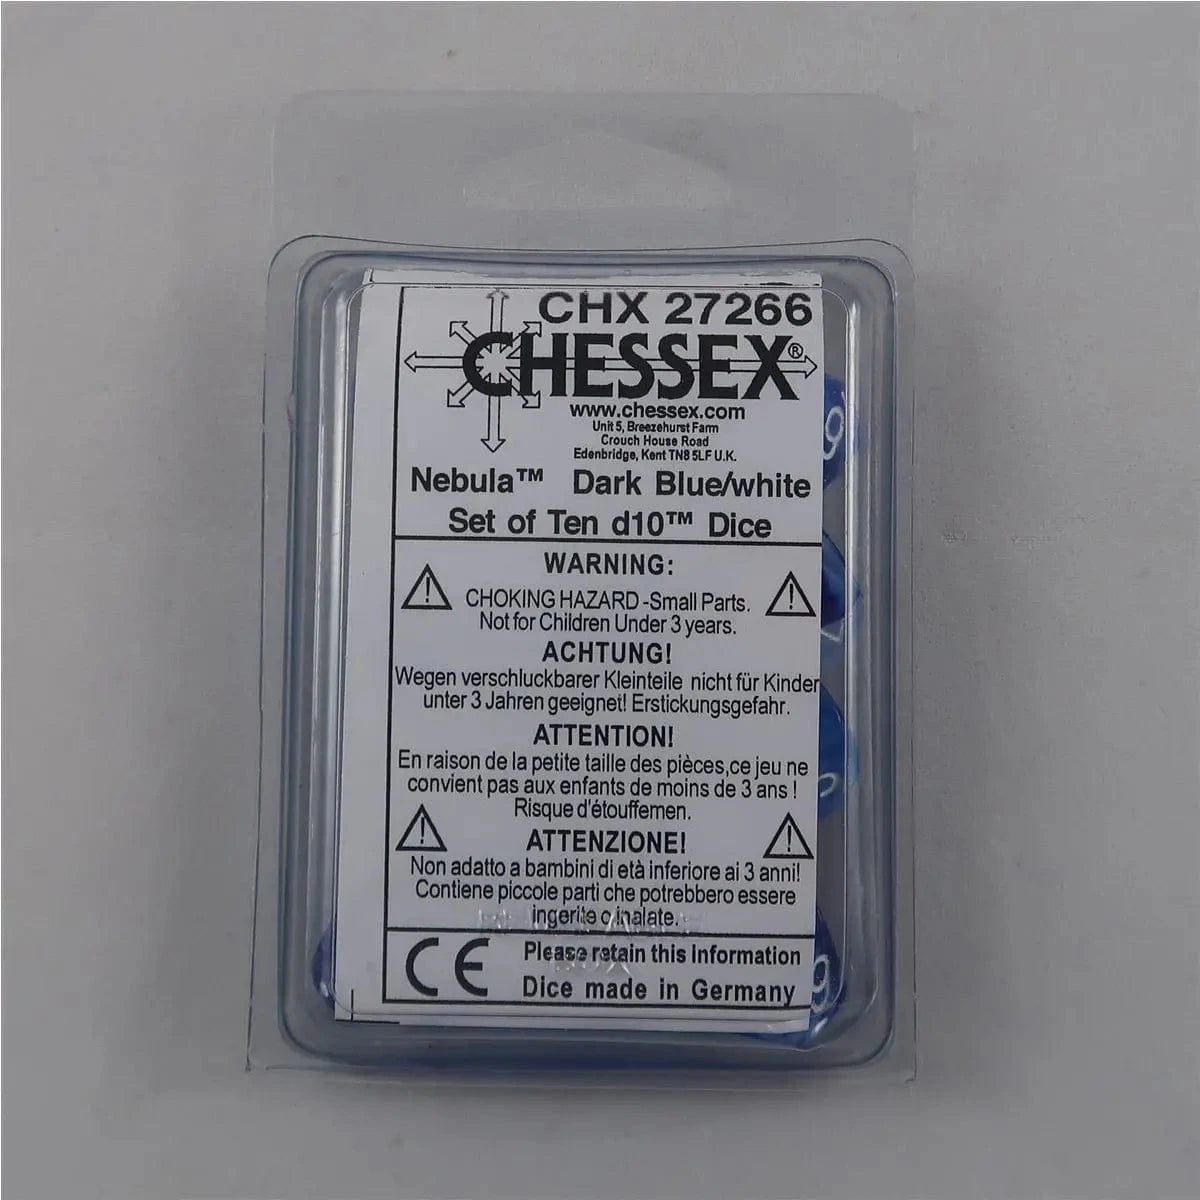 CHX 27266
CHESSEX®
www.chessex.com
Unit 5, Breezehurst Farm
Crouch House Road
Edenbridge, Kent TN8 5LF U.K.
Nebula™ Dark Blue/white
Set of Ten d10™ Dice
WARNING:
CHOKING HAZARD -Small Parts.
Not for Children Under 3 years.
ACHTUNG!
Wegen verschluckbarer Kleinteile nicht für Kinder
unter 3 Jahren geeignet! Erstickungsgefahr.
ATTENTION!
En raison de la petite taille des pièces,ce jeu ne
convient pas aux enfants de moins de 3 ans !
Risque d'étouffemen.
ATTENZIONE!
Non adatto a bambini di età inferiore ai 3 anni!
Contiene piccole parti che potrebbero essere
ingerite o inalate.
CE Please retain this Information
Dice made in Germany
9
9